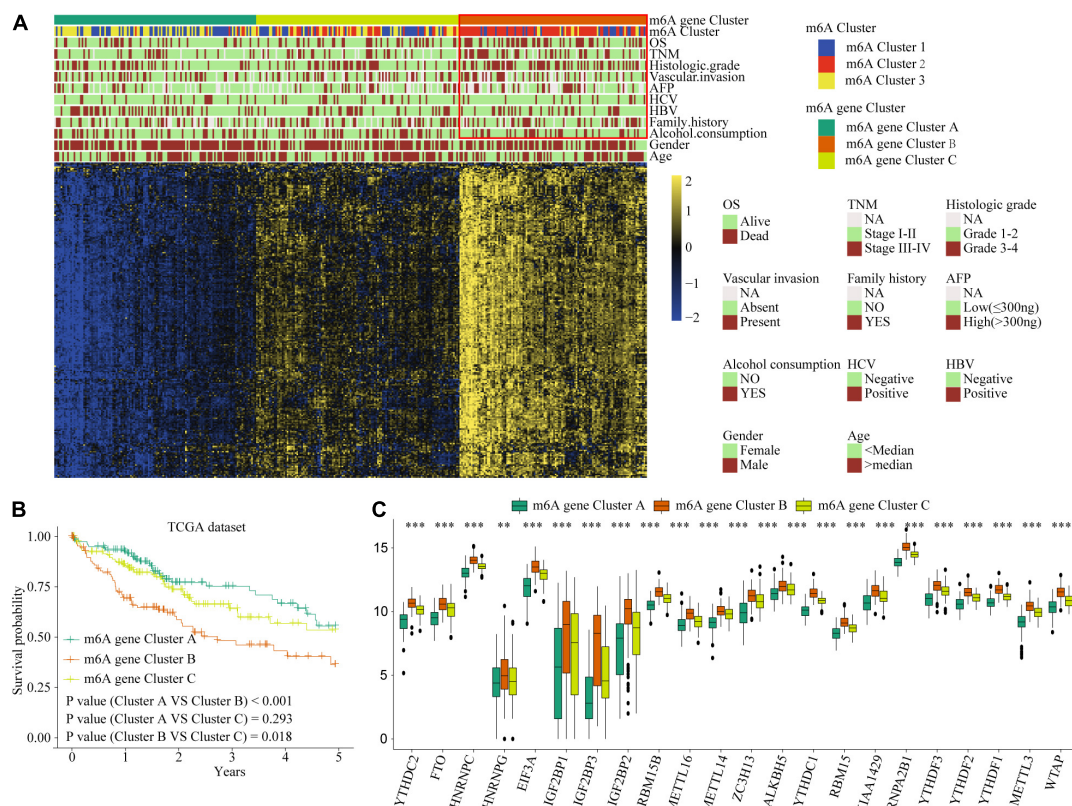 A
m6A gene Cluster
m6A Cluster
OS
TNM
Histologic.grade
Vascular.invasion
AFP
HCV
HBV
Family.history
Alcohol.consumption
Gender
Age
2
1
0
−1
−2
m6A Cluster
m6A Cluster 1
m6A Cluster 2
m6A Cluster 3
m6A gene Cluster
m6A gene Cluster A
m6A gene Cluster B
m6A gene Cluster C
OS
Alive
Dead
TNM
NA
Stage I-II
Stage III-IV
Histologic grade
NA
Grade 1-2
Grade 3-4
Vascular invasion
NA
Absent
Present
Family history
NA
NO
YES
AFP
NA
Low(≤300ng)
High(>300ng)
Alcohol consumption
NO
YES
HCV
Negative
Positive
HBV
Negative
Positive
Gender
Female
Male
Age
<Median
>median
B
TCGA dataset
Survival probability
1.00
0.75
0.50
0.25
0.00
m6A gene Cluster A
m6A gene Cluster B
m6A gene Cluster C
P value (Cluster A VS Cluster B) < 0.001
P value (Cluster A VS Cluster C) = 0.293
P value (Cluster B VS Cluster C) = 0.018
0 1 2 3 4 5
Years
C
m6A gene Cluster A m6A gene Cluster B m6A gene Cluster C
*** *** *** ** *** *** *** *** *** *** *** *** *** *** *** *** *** *** *** *** *** ***
15
10
5
0
YTHDC2
FTO
HNRNPC
HNRNPG
EIF3A
IGF2BP1
IGF2BP3
IGF2BP2
RBM15B
METTL16
METTL14
ZC3H13
ALKBH5
YTHDC1
RBM15
KIAA1429
RNPA2B1
YTHDF3
YTHDF2
YTHDF1
METTL3
WTAP